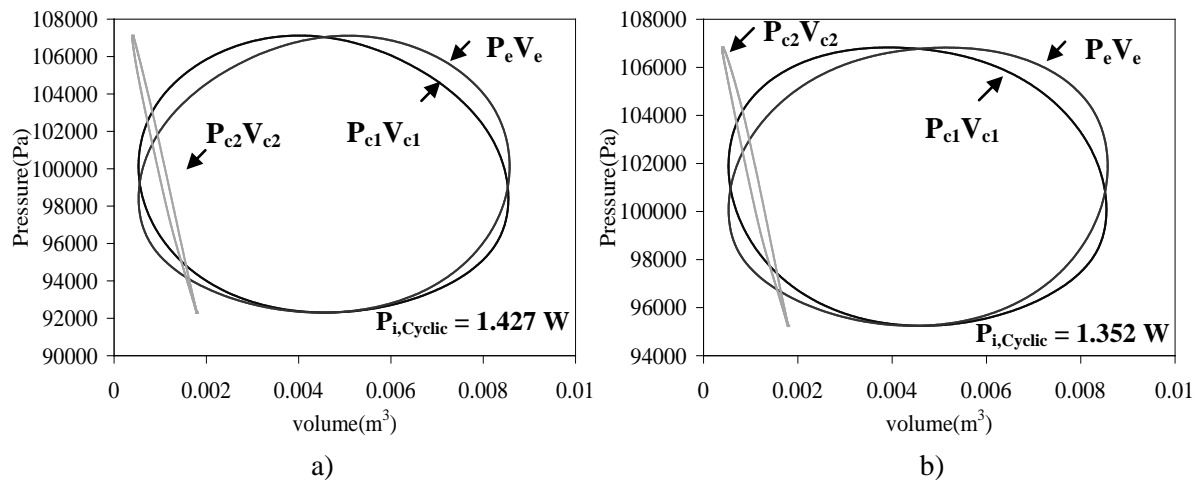 108000
106000
104000
102000
100000
98000
96000
94000
92000
90000
Pressure(Pa)
PeVe
Pc1Vc1
Pc2Vc2
Pi,Cyclic = 1.427 W
0 0.002 0.004 0.006 0.008 0.01
volume(m³)
a)
108000
106000
104000
102000
100000
98000
96000
94000
Pressure(Pa)
Pc2Vc2
PeVe
Pc1Vc1
Pi,Cyclic = 1.352 W
0 0.002 0.004 0.006 0.008 0.01
volume(m³)
b)